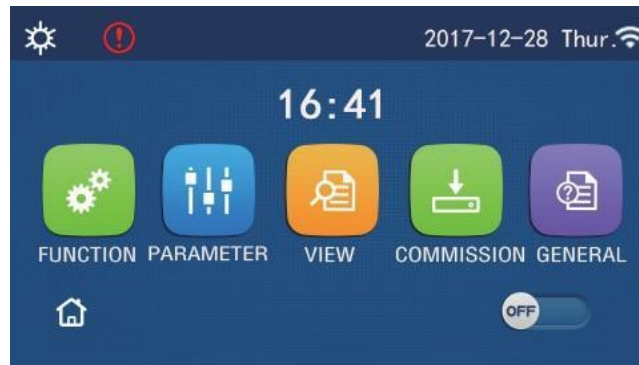 2017-12-28 Thur.
16:41
FUNCTION PARAMETER VIEW COMMISSION GENERAL
OFF